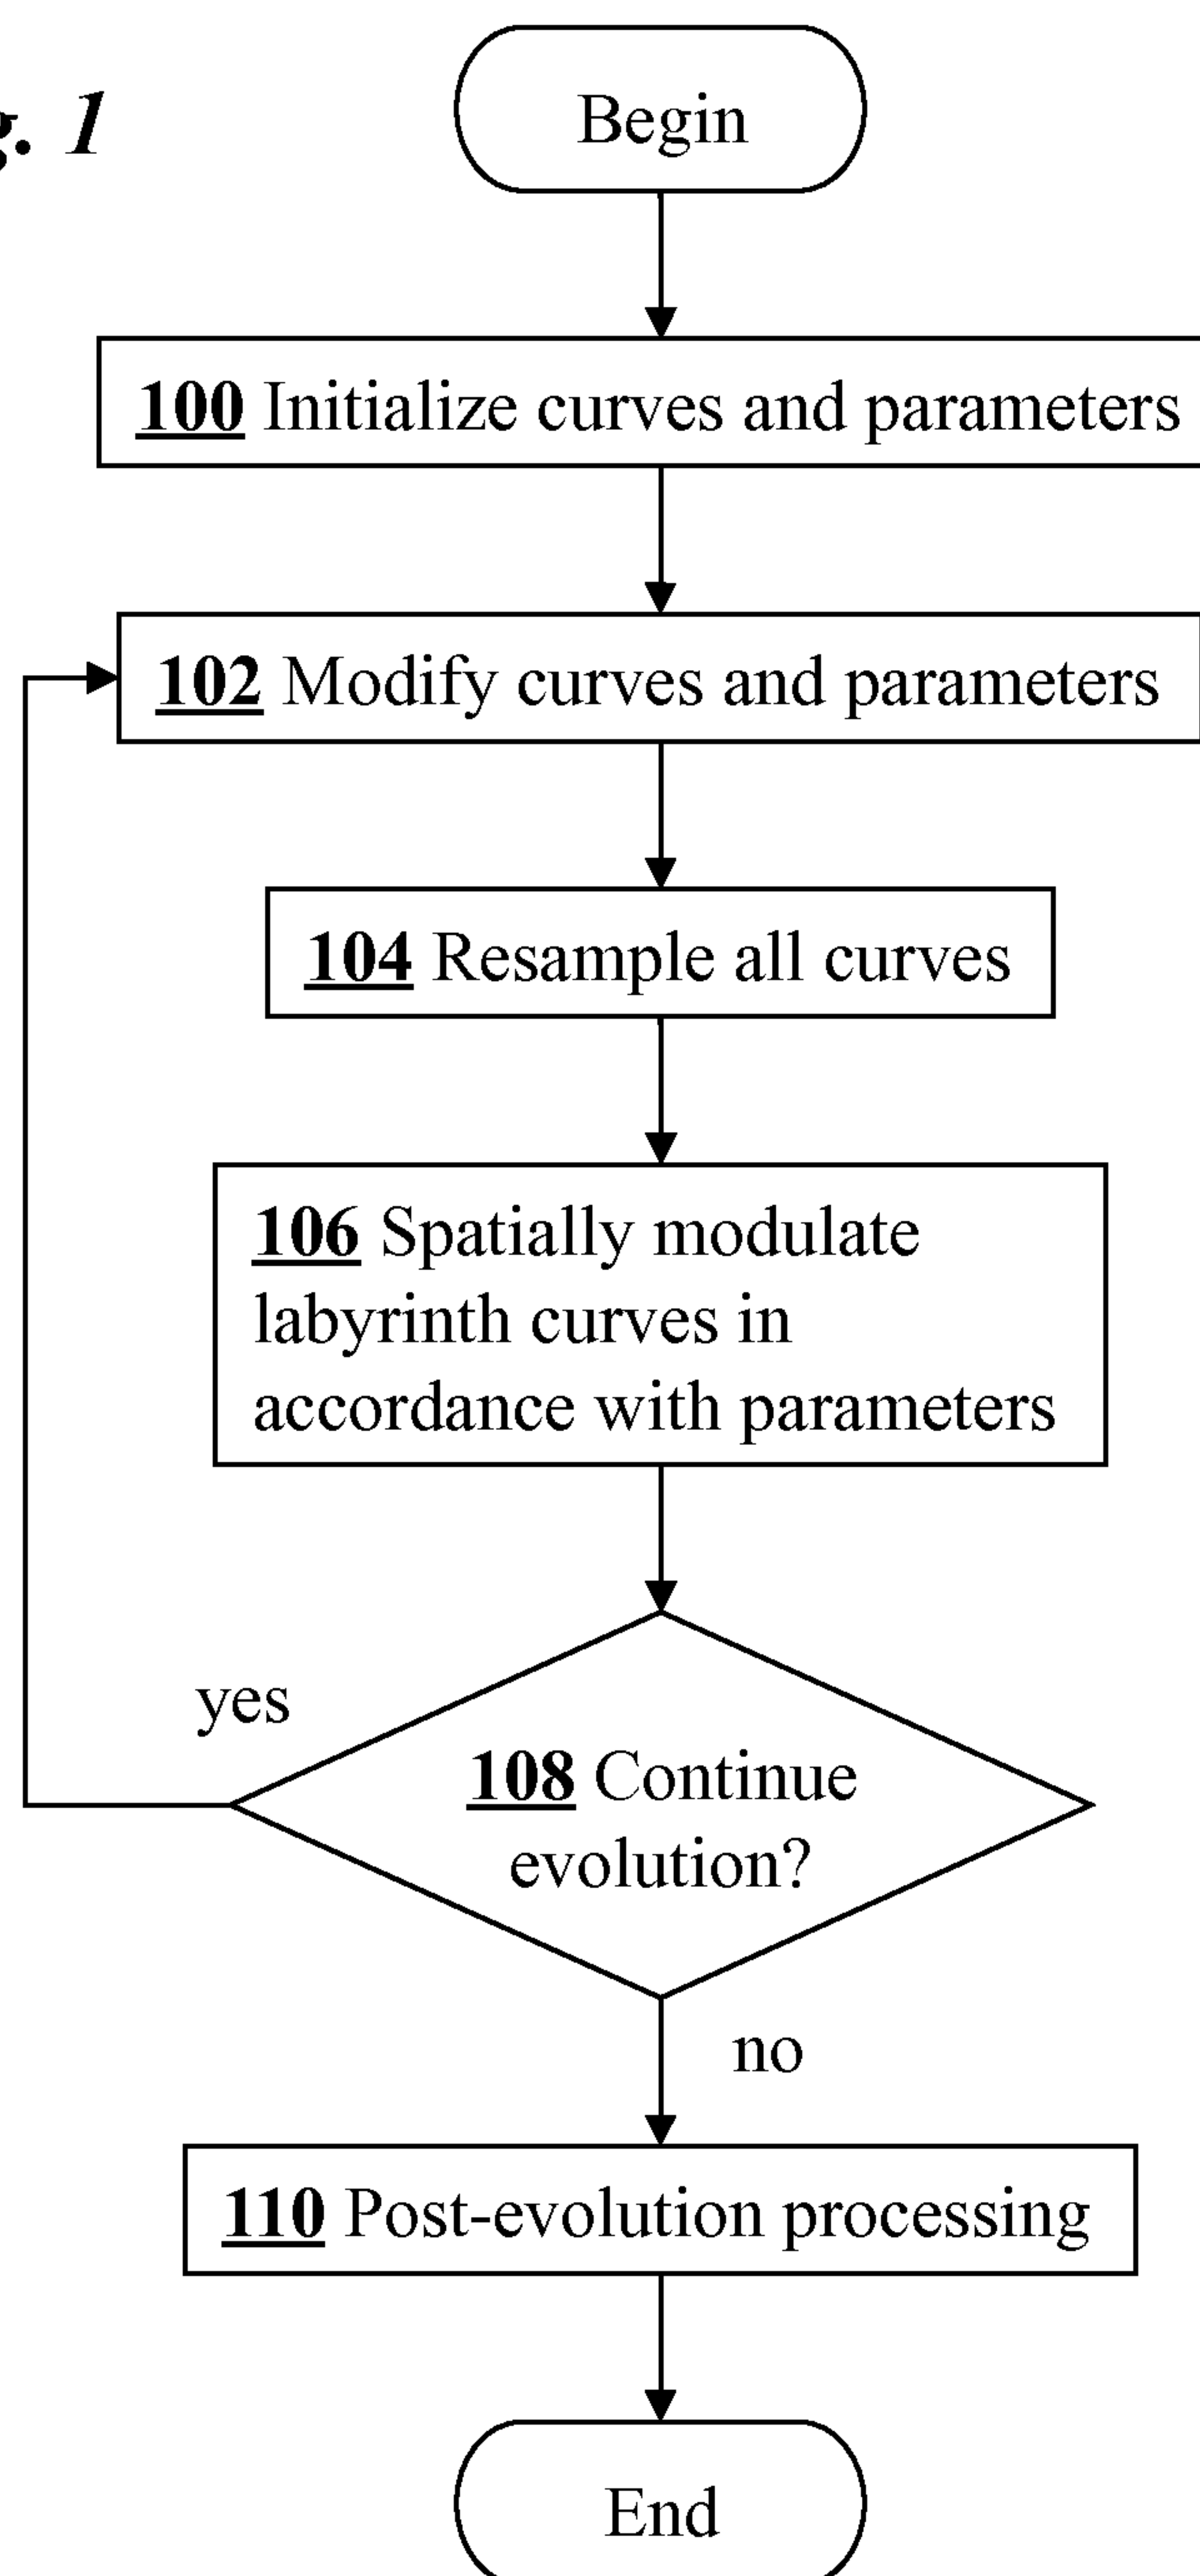 g. 1
Begin
100 Initialize curves and parameters
102 Modify curves and parameters
104 Resample all curves
106 Spatially modulate
labyrinth curves in
accordance with parameters
yes
108 Continue
evolution?
no
110 Post-evolution processing
End